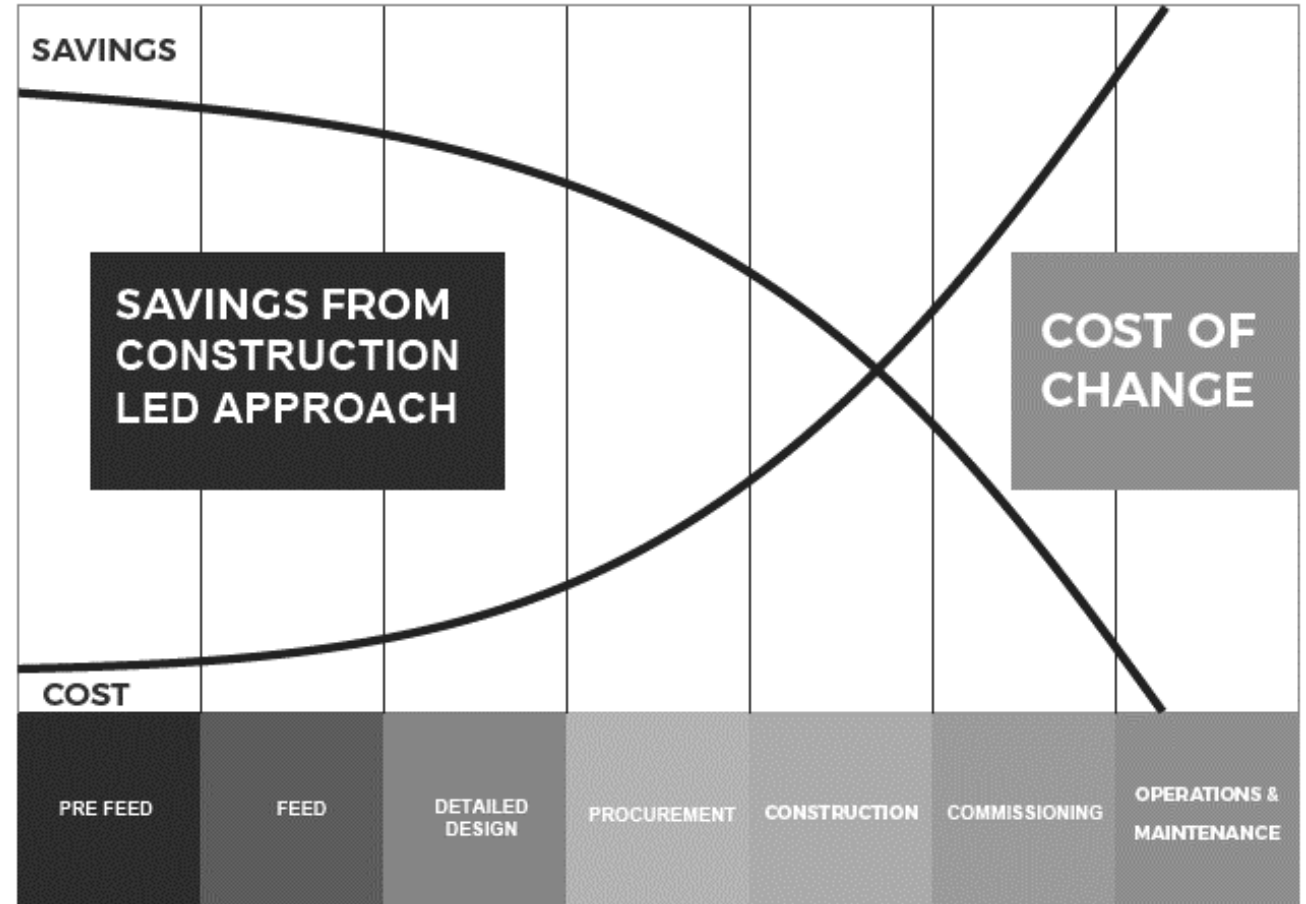 SAVINGS
SAVINGS FROM
CONSTRUCTION
LED APPROACH
COST OF
CHANGE
COST
PRE FEED
FEED
DETAILED
DESIGN
PROCUREMENT
CONSTRUCTION
COMMISSIONING
OPERATIONS &
MAINTENANCE